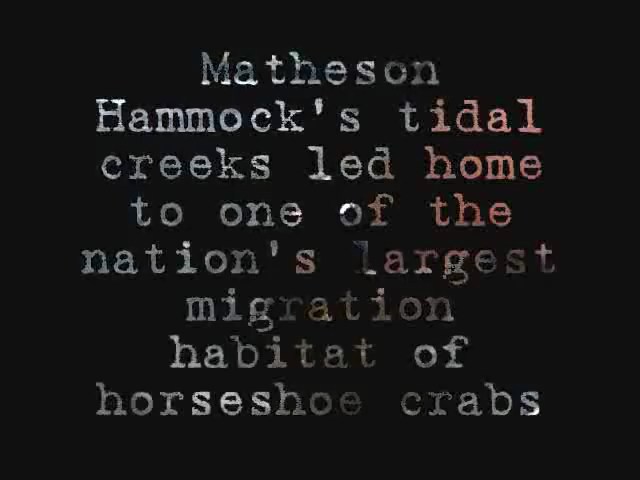 Matheson
Hammock's tidal
creeks led home
to one of the
nation's largest
migration
habitat of
horseshoe crabs